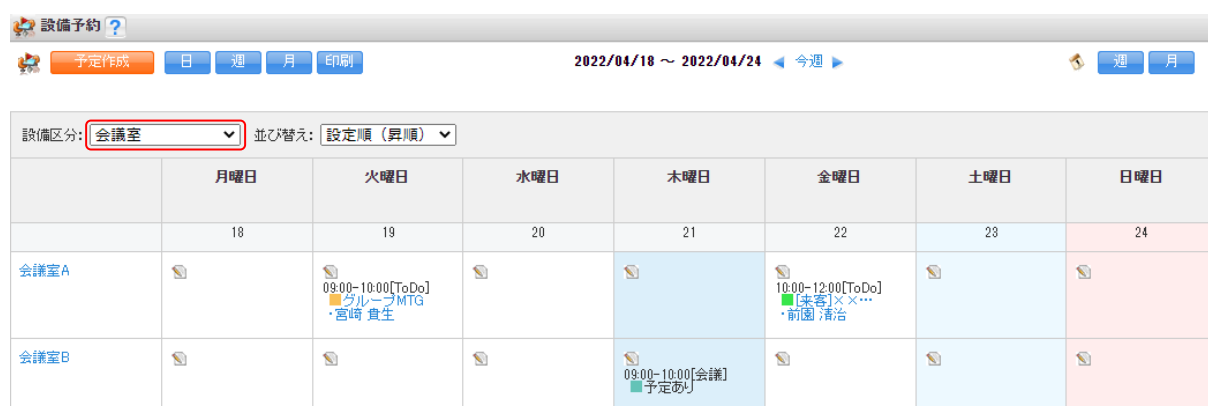 設備予約 ?
予定作成 日 週 月 印刷 2022/04/18 ～ 2022/04/24 今週 週 月
設備区分: 会議室 並び替え: 設定順（昇順）
月曜日 火曜日 水曜日 木曜日 金曜日 土曜日 日曜日
18 19 20 21 22 23 24
会議室A
09:00-10:00[ToDo] 10:00-12:00[ToDo]
グループMTG [来客]××…
・宮崎 貴生 ・前園 清治
会議室B
09:00-10:00[会議]
予定あり